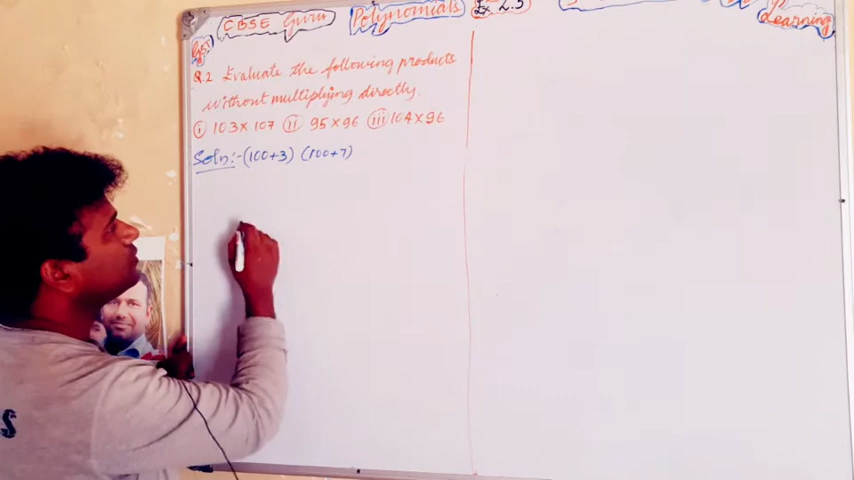 CBSE Guru Polynomials Ex 2.5
Learning
Q.2 Evaluate the following products
without multiplying directly.
(i) 103×107 (ii) 95×96 (iii) 104×96
Soln:-(100+3) (100+7)
S